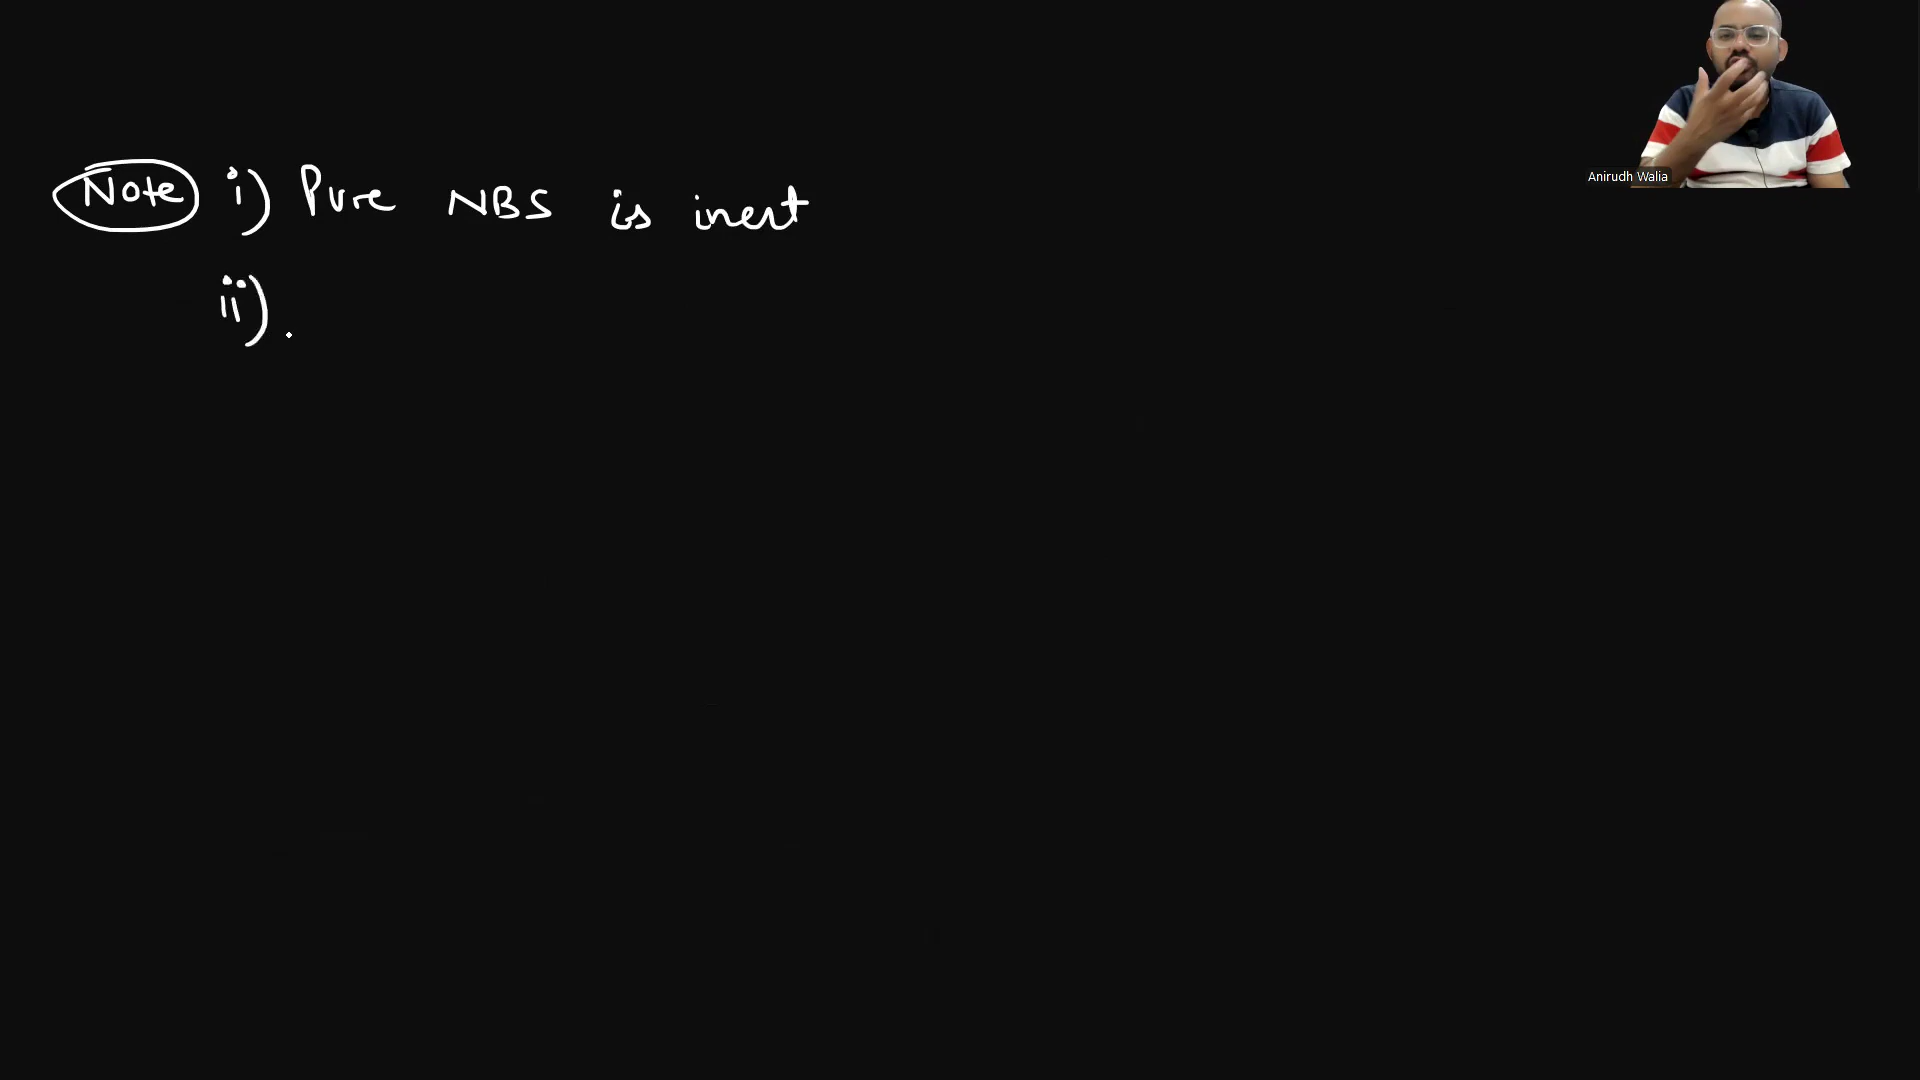 Note i) Pure NBS is inert
ii) .
Anirudh Walia